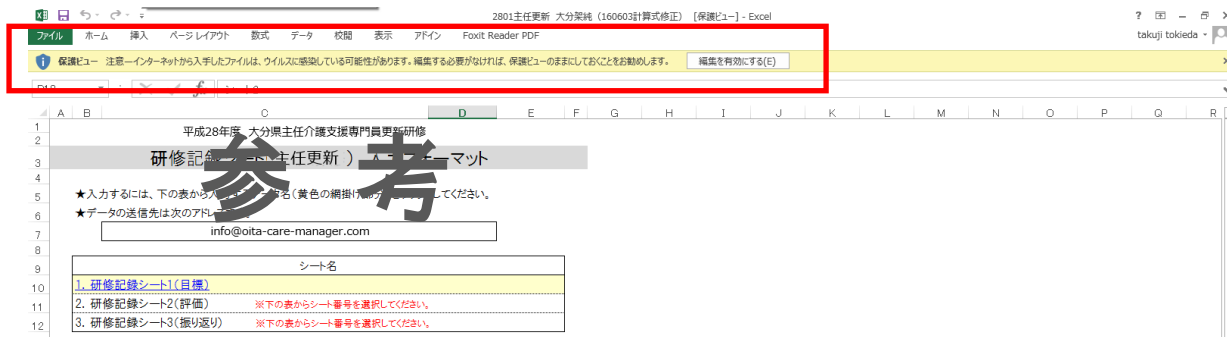 2801主任更新 大分架純（160603計算式修正） [保護ビュー] - Excel
takuji tokieda
ファイル ホーム 挿入 ページ レイアウト 数式 データ 校閲 表示 アドイン Foxit Reader PDF
保護ビュー 注意—インターネットから入手したファイルは、ウイルスに感染している可能性があります。編集する必要がなければ、保護ビューのままにしておくことをお勧めします。 編集を有効にする(E)
A B C D E F G H I J K L M N O P Q R
1 平成28年度 大分県主任介護支援専門員更新研修
2
3 研修記録 主任更新 ） 入 フォーマット
4
参 考
5 ★入力するには、下の表から入 名（黄色の網掛け してください。
6 ★データの送信先は次のアドレ
7 info@oita-care-manager.com
8
9 シート名
10 1. 研修記録シート1（目標）
11 2. 研修記録シート2（評価） ※下の表からシート番号を選択してください。
12 3. 研修記録シート3（振り返り） ※下の表からシート番号を選択してください。